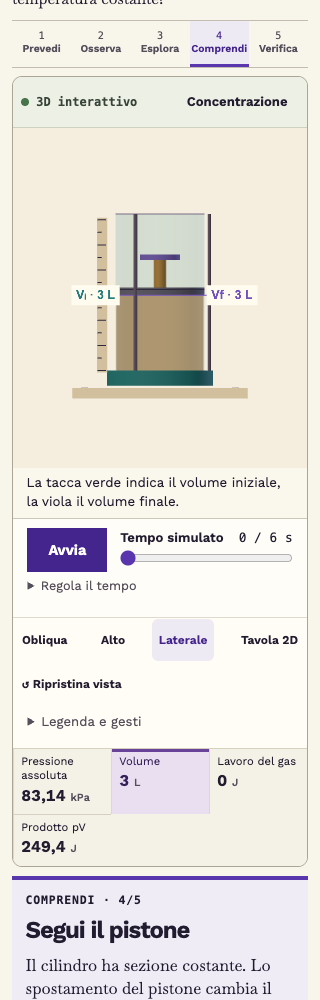 temperatura costante?
1
Prevedi
2
Osserva
3
Esplora
4
Comprendi
5
Verifica
3D interattivo
Concentrazione
Vᵢ · 3 L
Vf · 3 L
La tacca verde indica il volume iniziale,
la viola il volume finale.
Avvia
Tempo simulato 0 / 6 s
▶ Regola il tempo
Obliqua
Alto
Laterale
Tavola 2D
↺ Ripristina vista
▶ Legenda e gesti
Pressione
assoluta
83,14 kPa
Volume
3 L
Lavoro del gas
0 J
Prodotto pV
249,4 J
COMPRENDI · 4/5
Segui il pistone
Il cilindro ha sezione costante. Lo
spostamento del pistone cambia il